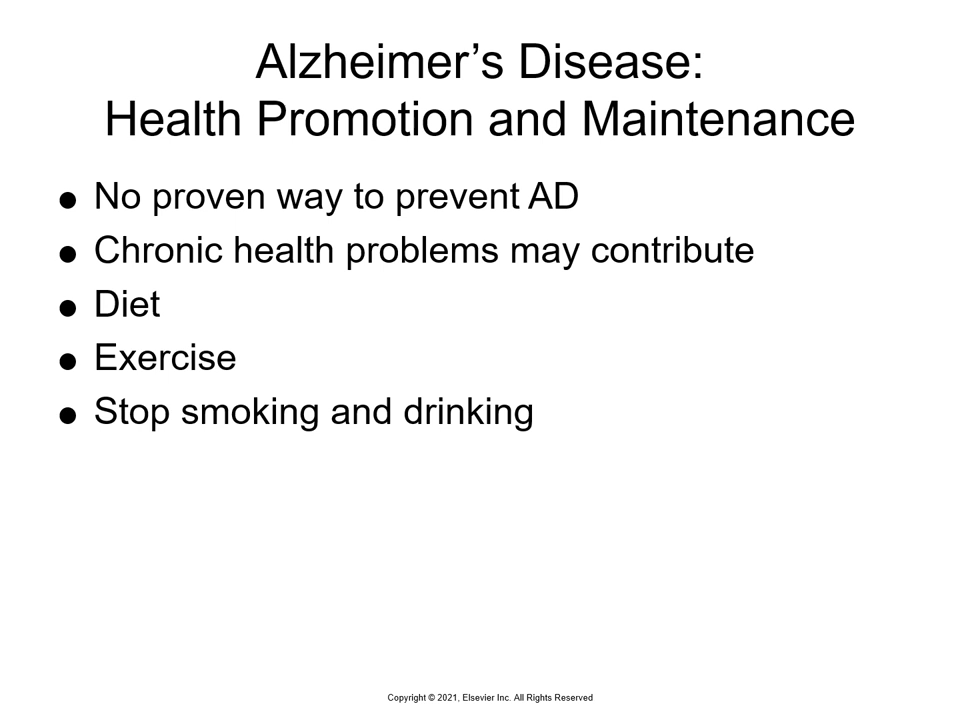 Alzheimer’s Disease:
Health Promotion and Maintenance
● No proven way to prevent AD
● Chronic health problems may contribute
● Diet
● Exercise
● Stop smoking and drinking
Copyright © 2021, Elsevier Inc. All Rights Reserved